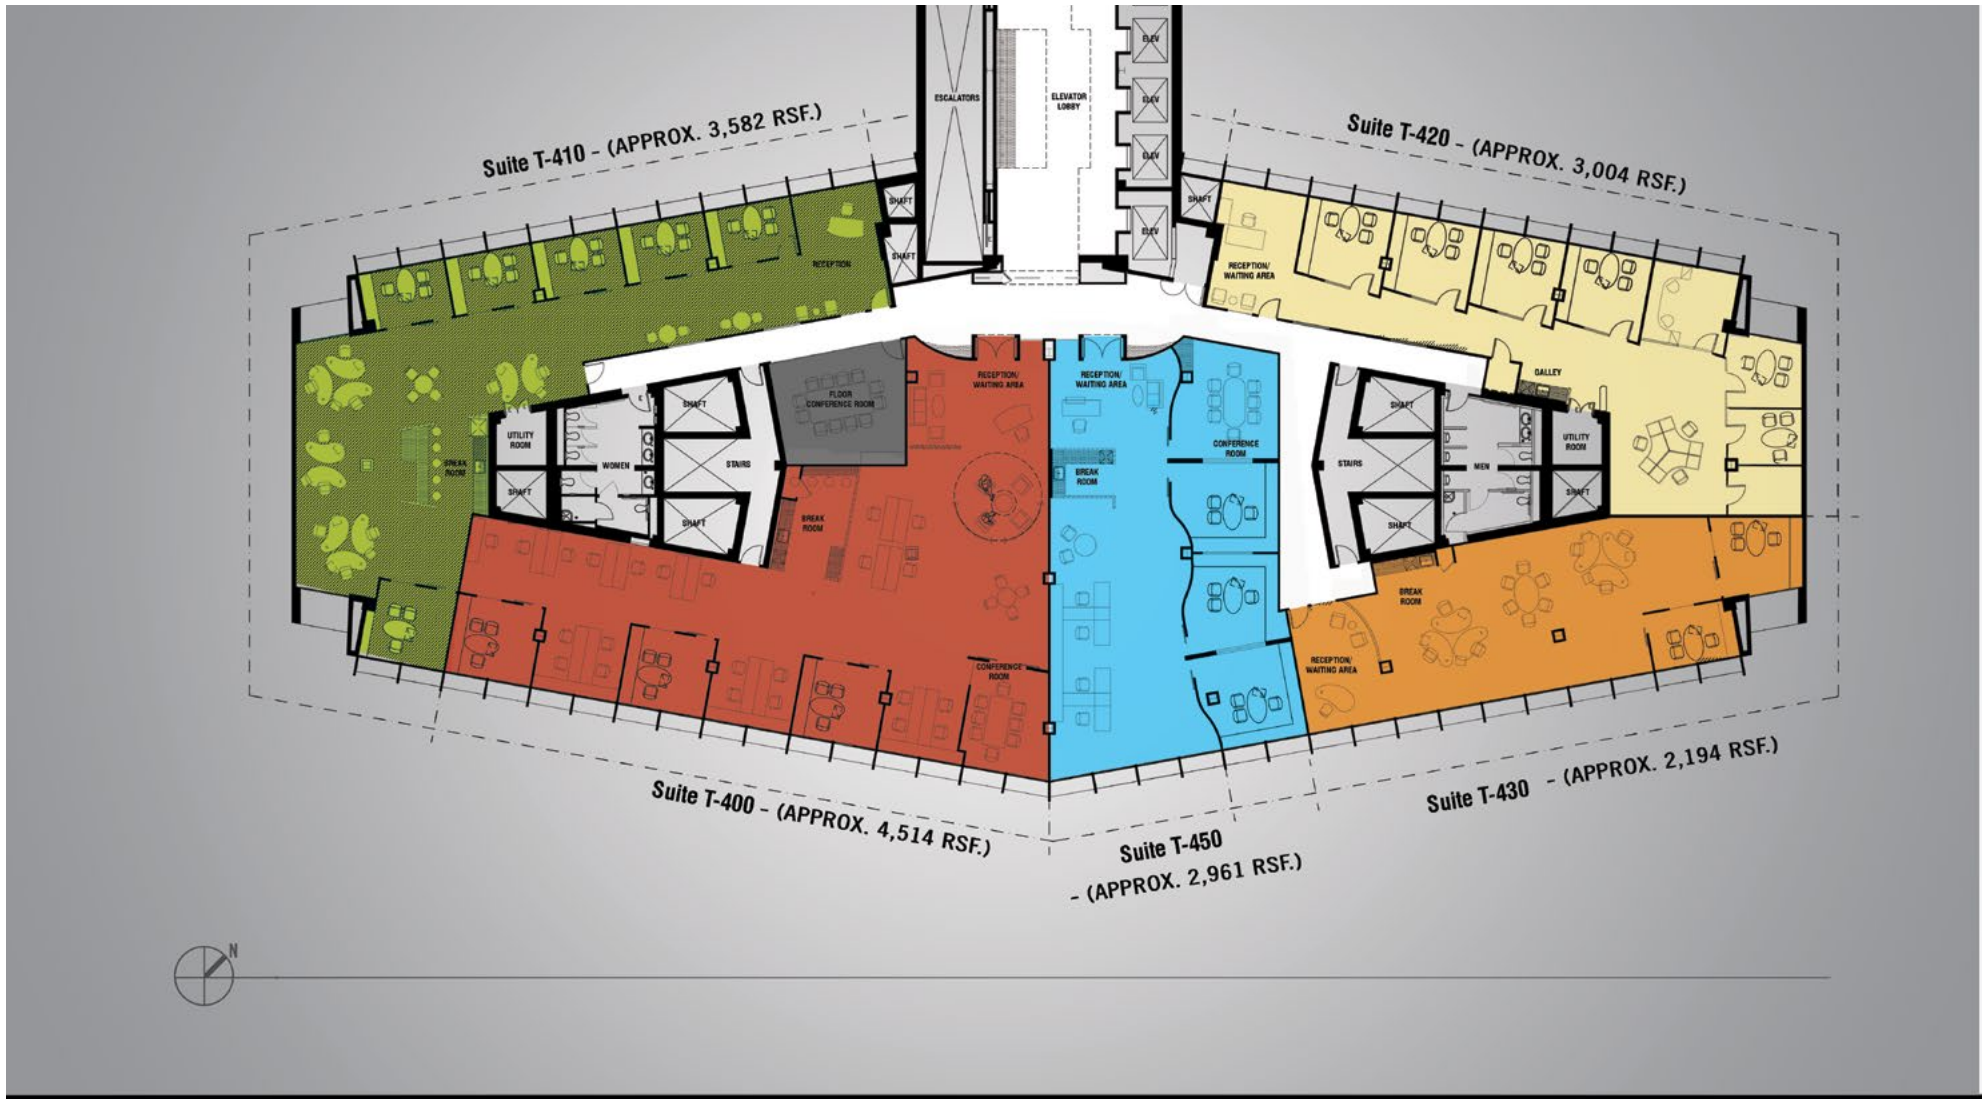 ESCALATORS
ELEVATOR
LOBBY
ELEV
ELEV
ELEV
ELEV
Suite T-410 - (APPROX. 3,582 RSF.)
Suite T-420 - (APPROX. 3,004 RSF.)
SHAFT
SHAFT
SHAFT
RECEPTION
RECEPTION/
WAITING AREA
GALLEY
FLOOR
CONFERENCE ROOM
RECEPTION/
WAITING AREA
RECEPTION/
WAITING AREA
CONFERENCE
ROOM
BREAK
ROOM
UTILITY
ROOM
SHAFT
WOMEN
SHAFT
STAIRS
SHAFT
BREAK
ROOM
BREAK
ROOM
STAIRS
SHAFT
SHAFT
MEN
UTILITY
ROOM
SHAFT
BREAK
ROOM
RECEPTION/
WAITING AREA
CONFERENCE
ROOM
Suite T-400 - (APPROX. 4,514 RSF.)
Suite T-450
- (APPROX. 2,961 RSF.)
Suite T-430 - (APPROX. 2,194 RSF.)
N